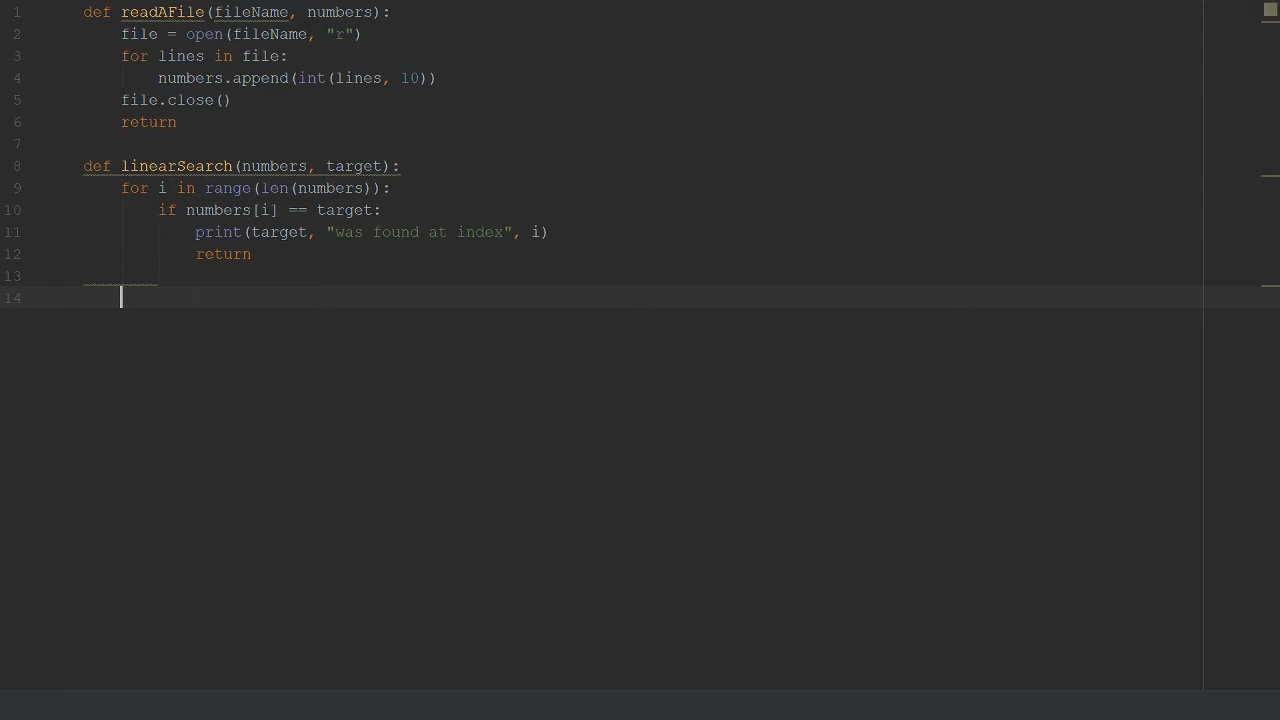 1 def readAFile(fileName, numbers):
2 file = open(fileName, "r")
3 for lines in file:
4 numbers.append(int(lines, 10))
5 file.close()
6 return
7
8 def linearSearch(numbers, target):
9 for i in range(len(numbers)):
10 if numbers[i] == target:
11 print(target, "was found at index", i)
12 return
13
14